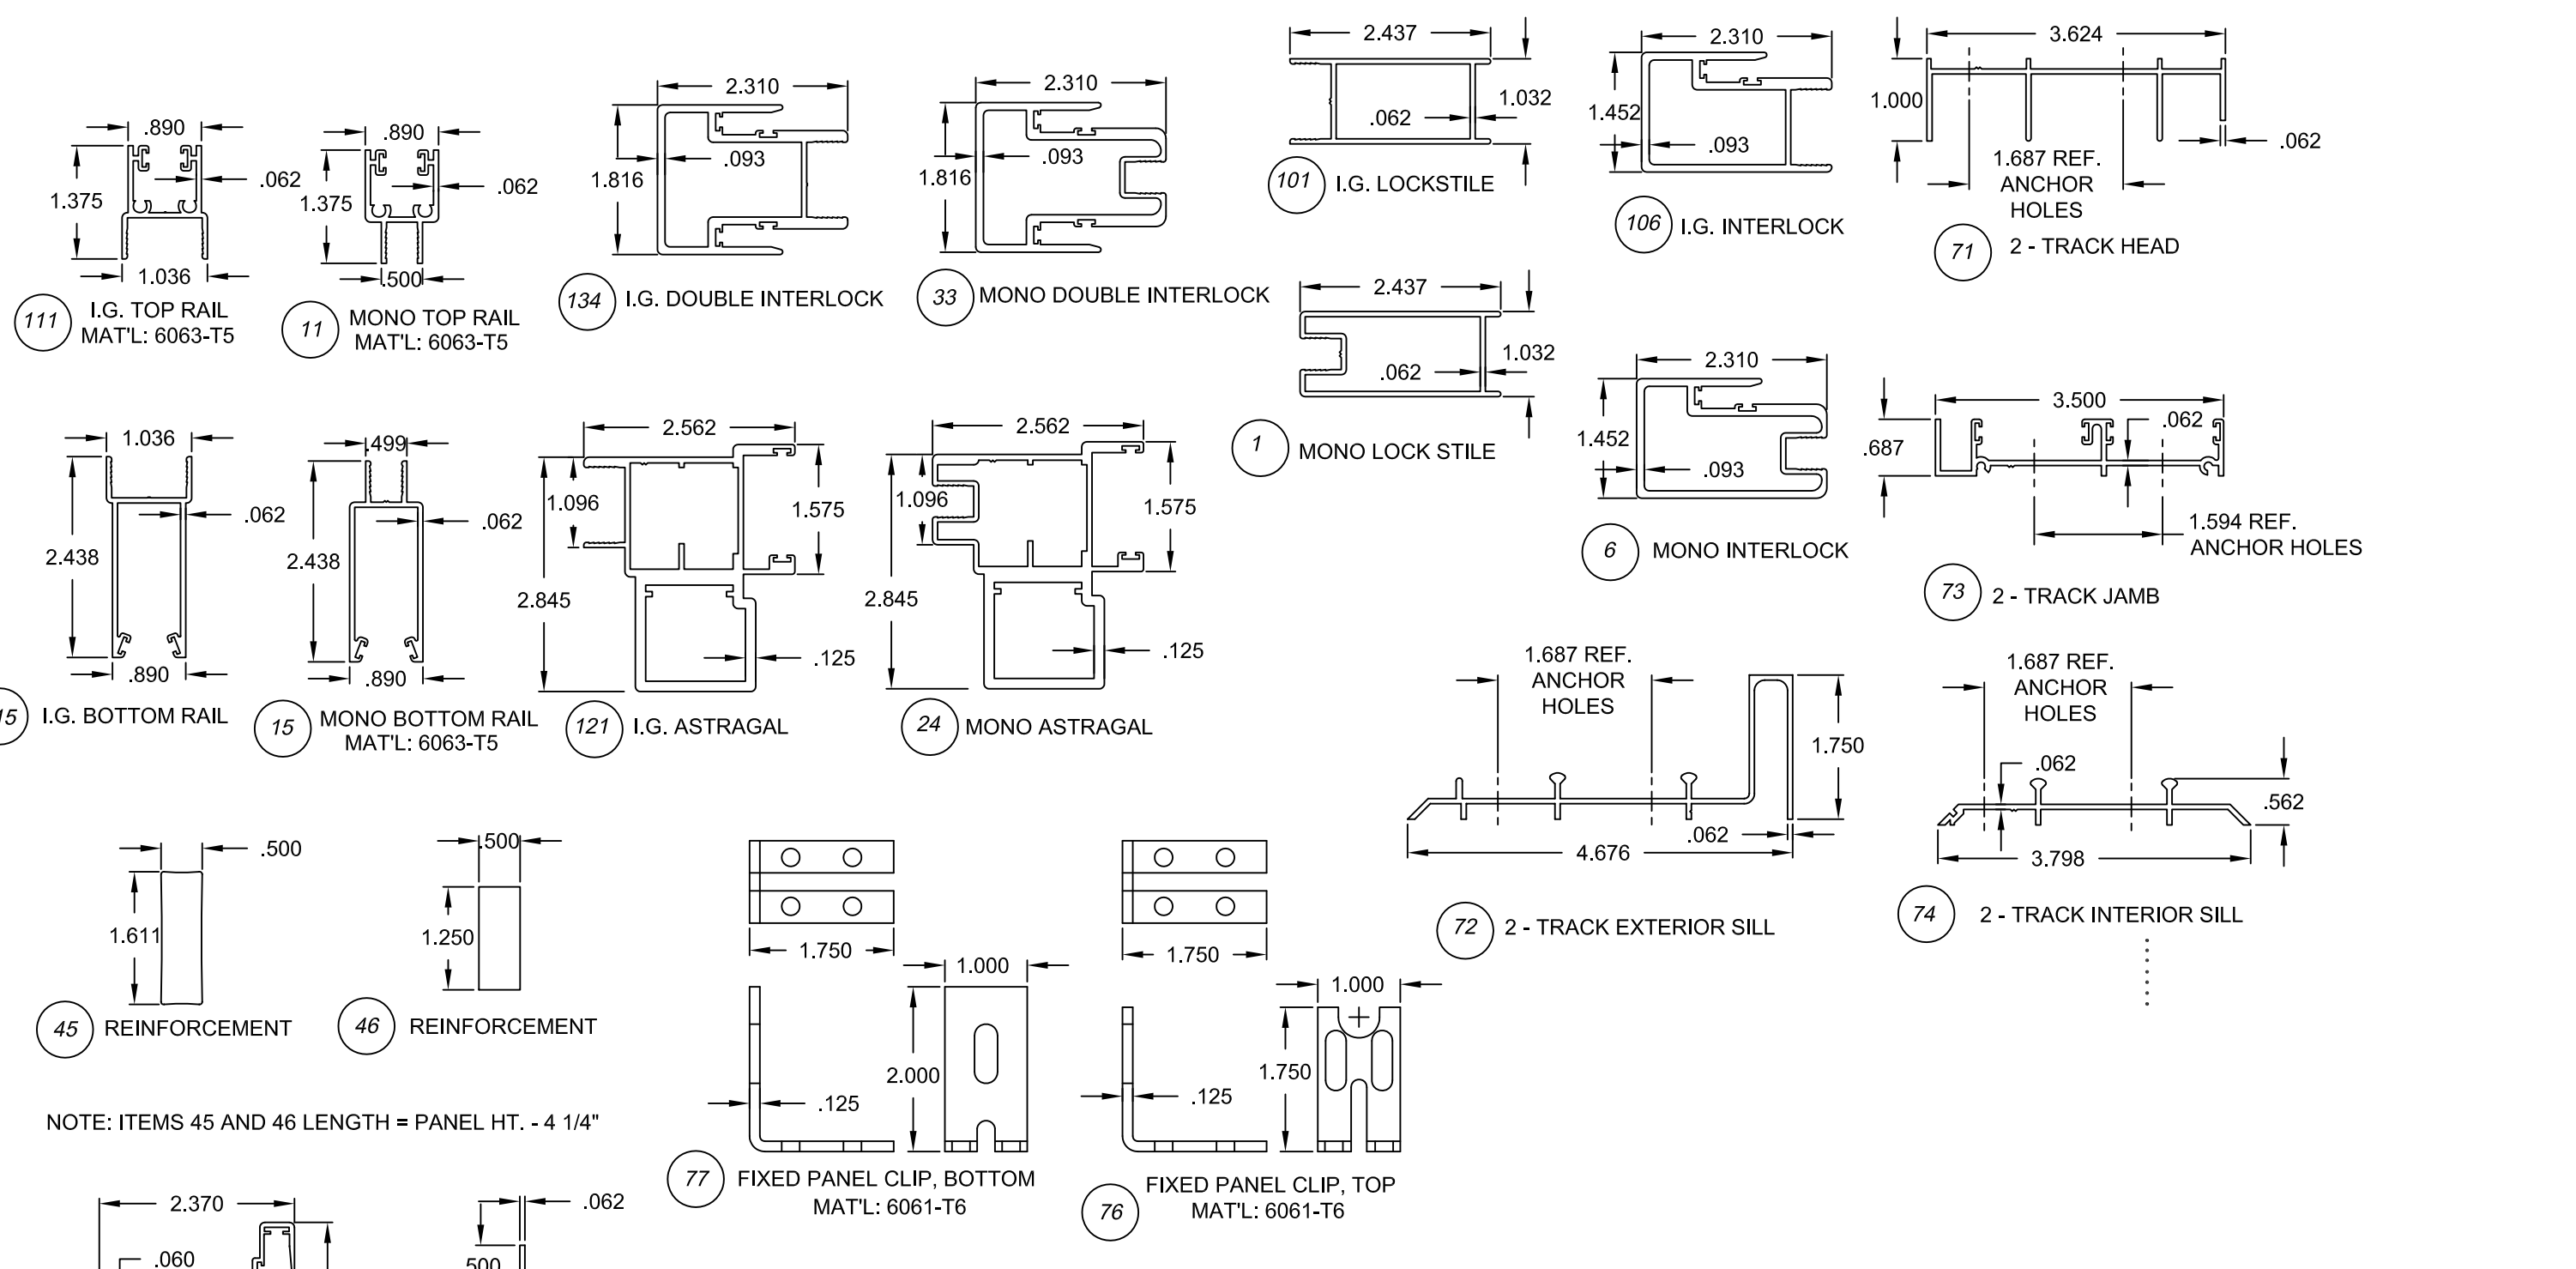 .890
1.375
.062
1.036
111
I.G. TOP RAIL
MAT'L: 6063-T5
.890
1.375
.062
.500
11
MONO TOP RAIL
MAT'L: 6063-T5
2.310
1.816
.093
134
I.G. DOUBLE INTERLOCK
2.310
1.816
.093
33
MONO DOUBLE INTERLOCK
2.437
.062
1.032
101
I.G. LOCKSTILE
2.310
1.452
.093
106
I.G. INTERLOCK
3.624
1.000
.062
1.687 REF.
ANCHOR
HOLES
71
2 - TRACK HEAD
2.437
.062
1.032
1
MONO LOCK STILE
2.310
1.452
.093
6
MONO INTERLOCK
3.500
.062
.687
1.594 REF.
ANCHOR HOLES
73
2 - TRACK JAMB
1.036
.062
2.438
.890
15
I.G. BOTTOM RAIL
.499
.062
2.438
.890
15
MONO BOTTOM RAIL
MAT'L: 6063-T5
2.562
1.096
1.575
2.845
.125
121
I.G. ASTRAGAL
2.562
1.096
1.575
2.845
.125
24
MONO ASTRAGAL
1.687 REF.
ANCHOR
HOLES
1.750
.062
4.676
72
2 - TRACK EXTERIOR SILL
1.687 REF.
ANCHOR
HOLES
.062
.562
3.798
74
2 - TRACK INTERIOR SILL
.500
1.611
45
REINFORCEMENT
.500
1.250
46
REINFORCEMENT
NOTE: ITEMS 45 AND 46 LENGTH = PANEL HT. - 4 1/4"
1.750
1.000
2.000
.125
77
FIXED PANEL CLIP, BOTTOM
MAT'L: 6061-T6
1.750
1.000
1.750
.125
76
FIXED PANEL CLIP, TOP
MAT'L: 6061-T6
2.370
.060
.062
.500